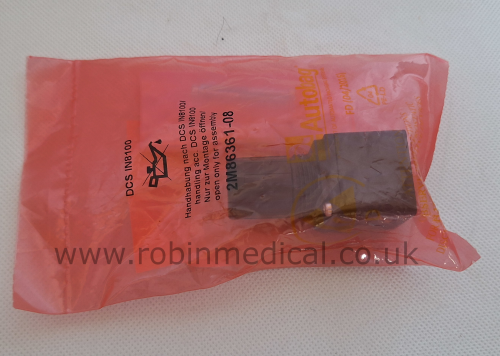 DCS IN8100
Handhabung nach DCS IN8100/
handling acc. DCS IN8100
Nur zur Montage öffnen/
open only for assembly
2M86361-08
www.robinmedical.co.uk